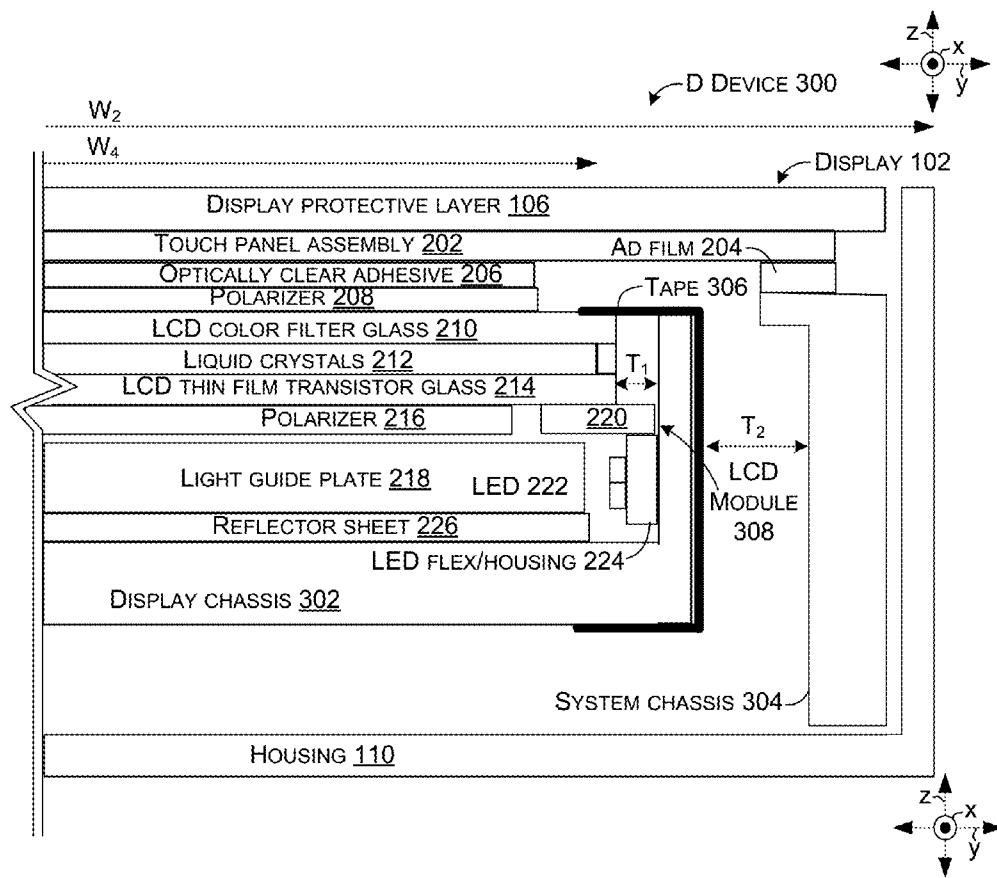 z x
y
D DEVICE 300
W2
W4
DISPLAY 102
DISPLAY PROTECTIVE LAYER 106
TOUCH PANEL ASSEMBLY 202
AD FILM 204
OPTICALLY CLEAR ADHESIVE 206
POLARIZER 208
TAPE 306
LCD COLOR FILTER GLASS 210
LIQUID CRYSTALS 212
T1
LCD THIN FILM TRANSISTOR GLASS 214
POLARIZER 216
220
T2
LCD
MODULE
308
LIGHT GUIDE PLATE 218
LED 222
REFLECTOR SHEET 226
LED FLEX/HOUSING 224
DISPLAY CHASSIS 302
SYSTEM CHASSIS 304
HOUSING 110
z x
y